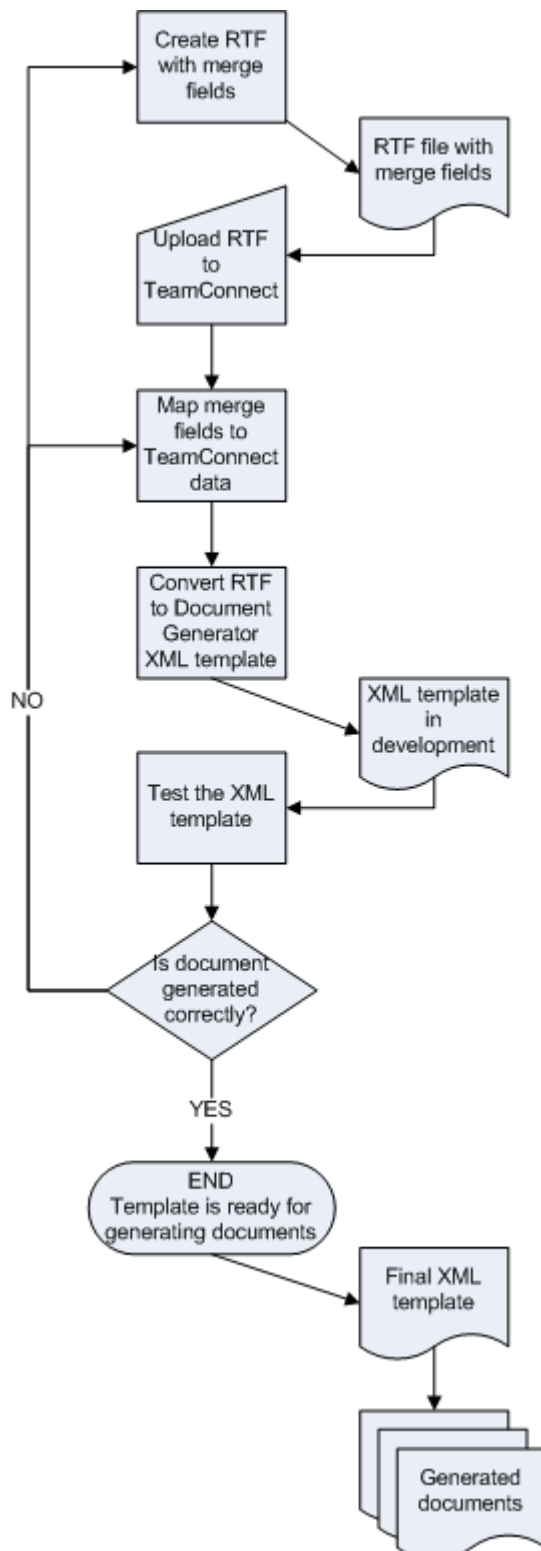 Create RTF
with merge
fields
RTF file with
merge fields
Upload RTF
to
TeamConnect
Map merge
fields to
TeamConnect
data
Convert RTF
to Document
Generator
XML template
NO
XML template
in
development
Test the XML
template
Is document
generated
correctly?
YES
END
Template is ready for
generating documents
Final XML
template
Generated
documents